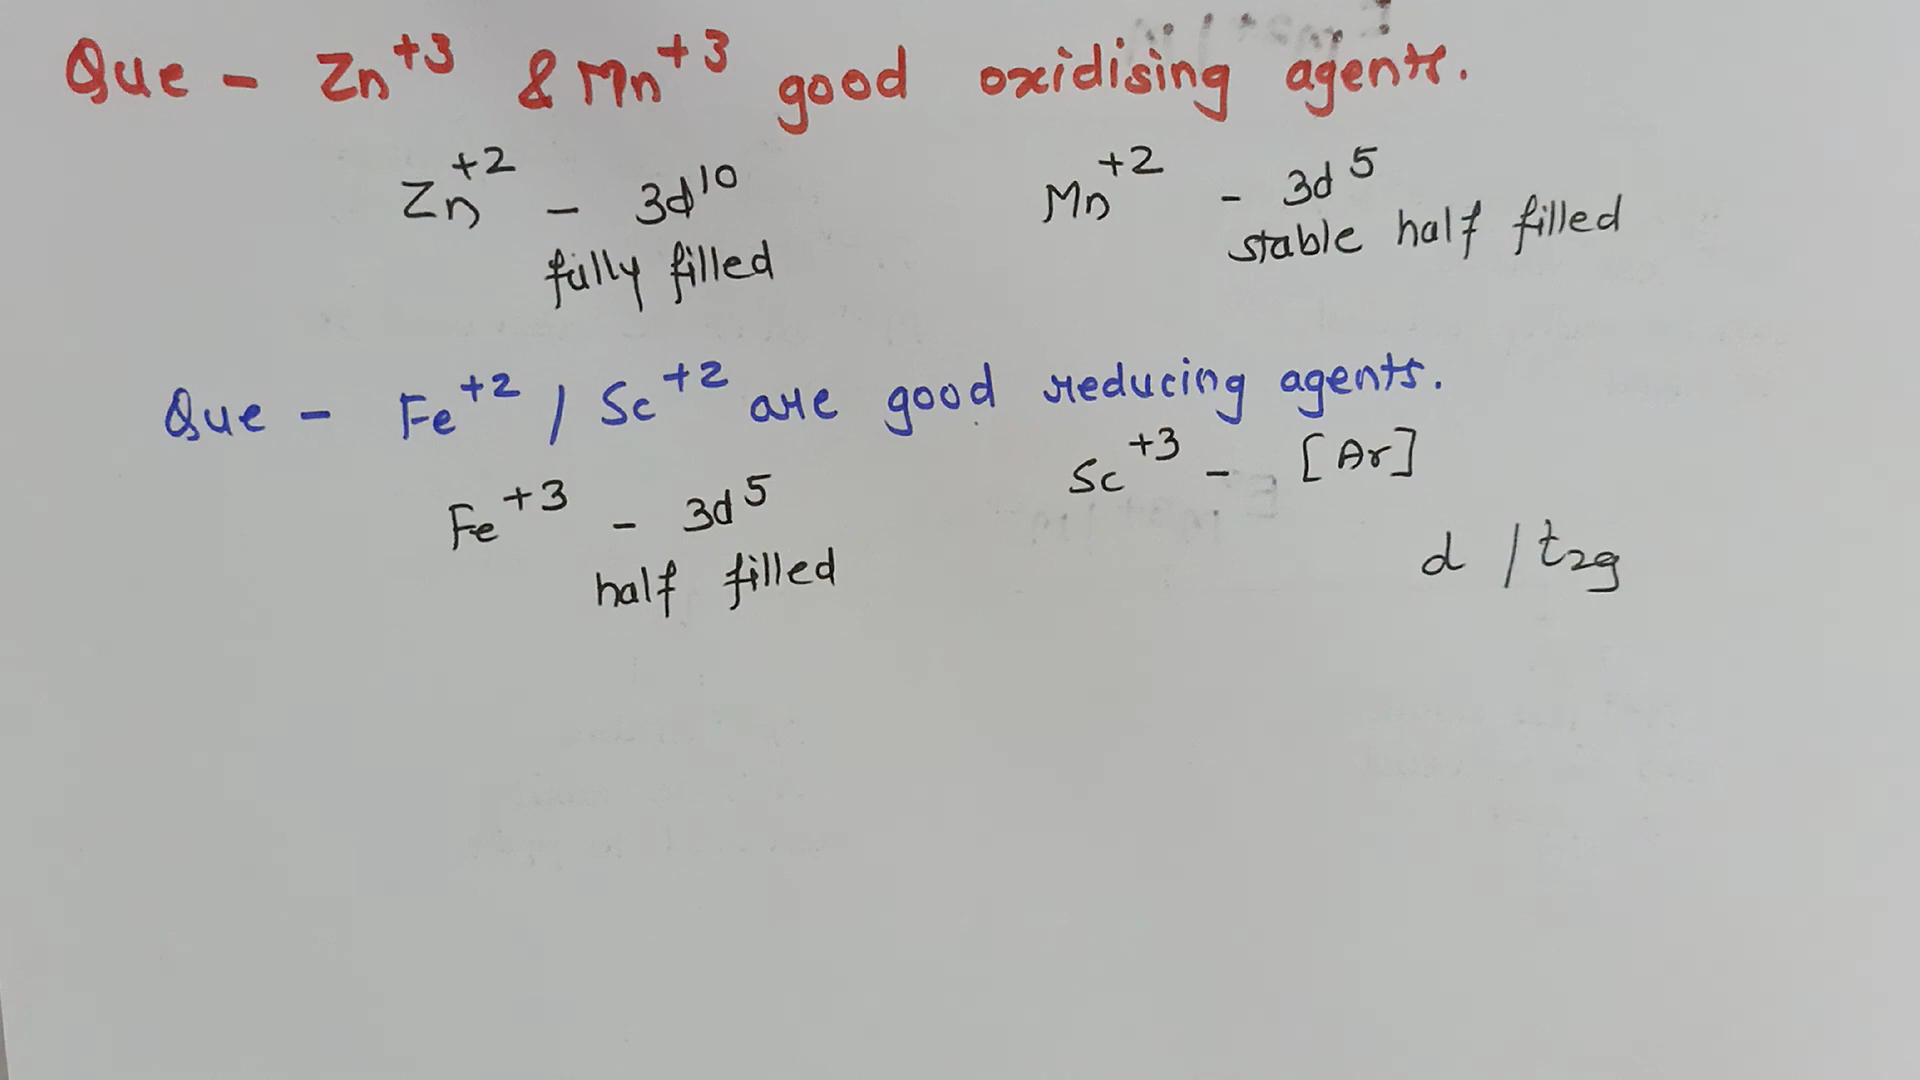 Que - Zn+3 & Mn+3 good oxidising agents.
Zn+2 - 3d10
fully filled
Mn+2 - 3d5
stable half filled
Que - Fe+2 / Sc+2 are good reducing agents.
Fe+3 - 3d5
half filled
Sc+3 - [Ar]
d / t2g